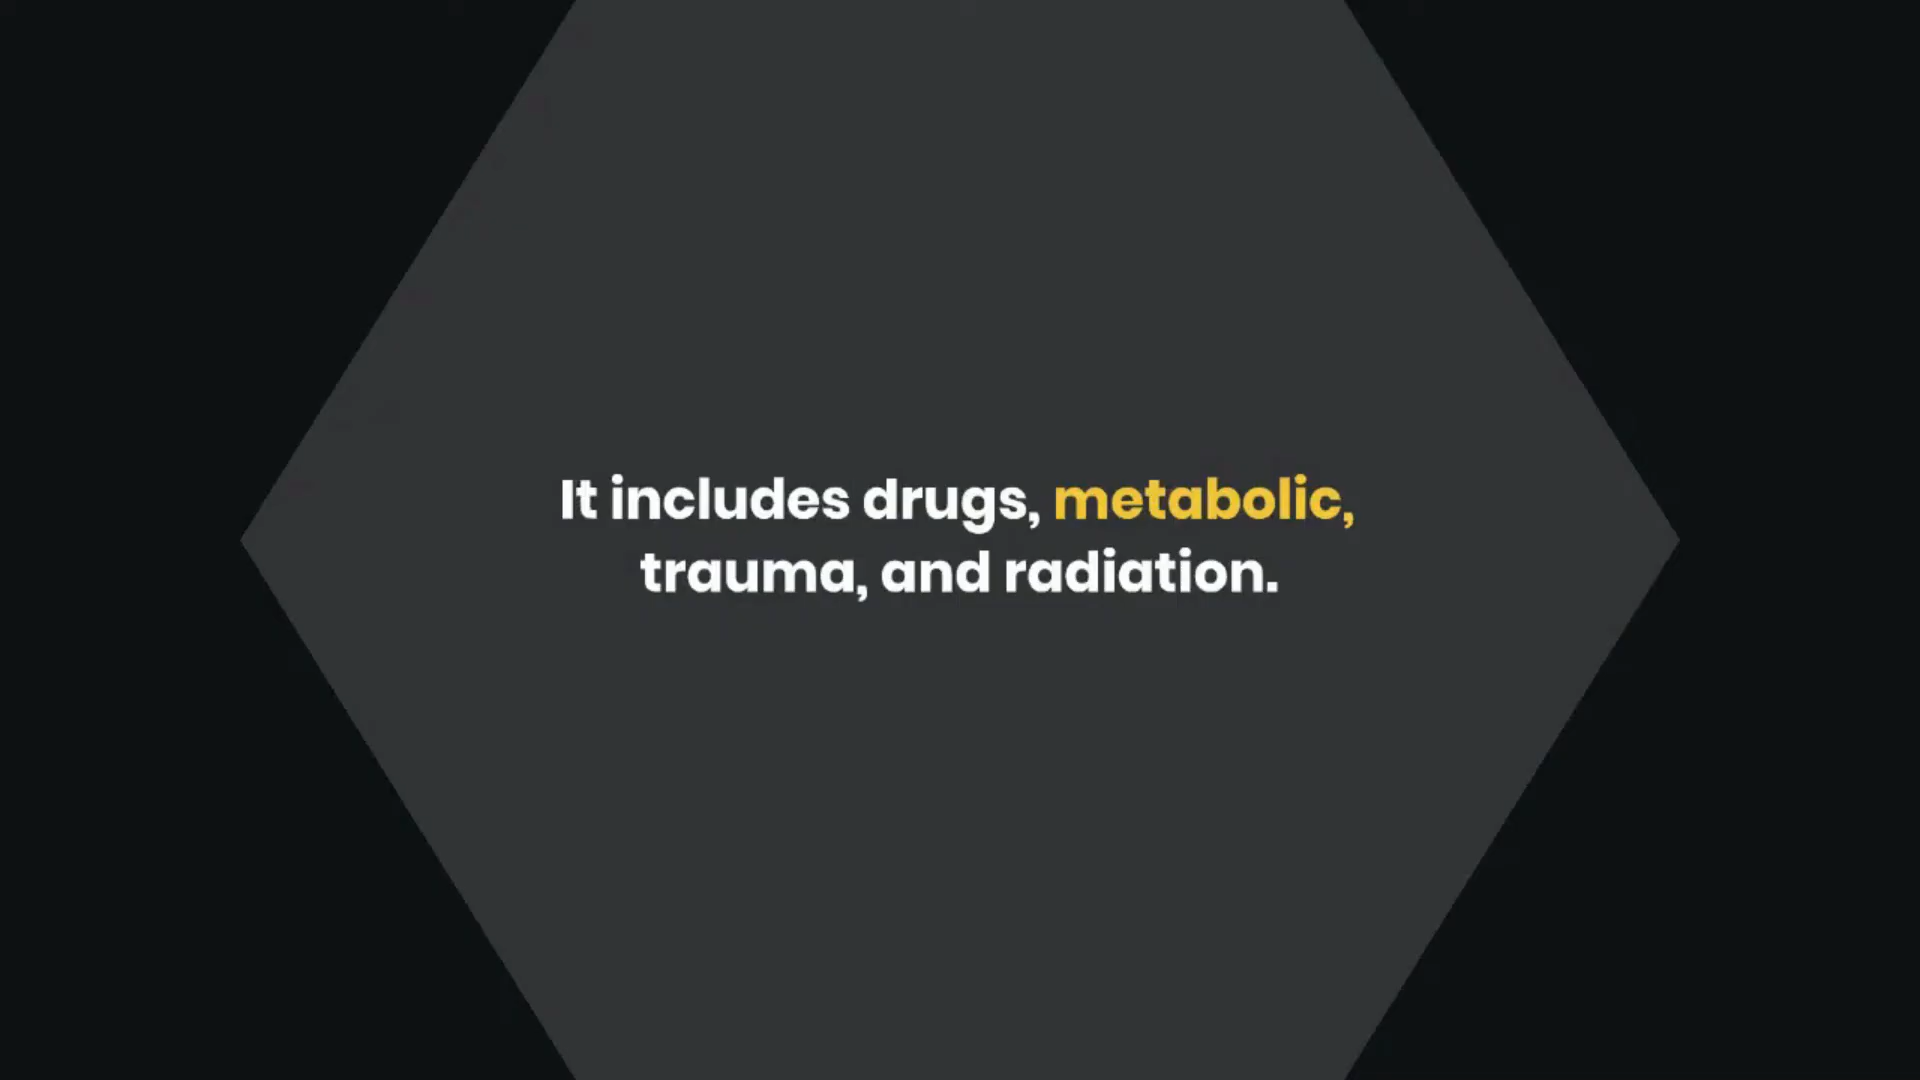 It includes drugs, metabolic,
trauma, and radiation.